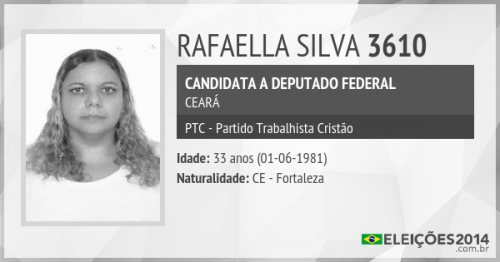 RAFAELLA SILVA 3610
CANDIDATA A DEPUTADO FEDERAL
CEARÁ
PTC - Partido Trabalhista Cristão
Idade: 33 anos (01-06-1981)
Naturalidade: CE - Fortaleza
ELEIÇÕES2014
.com.br